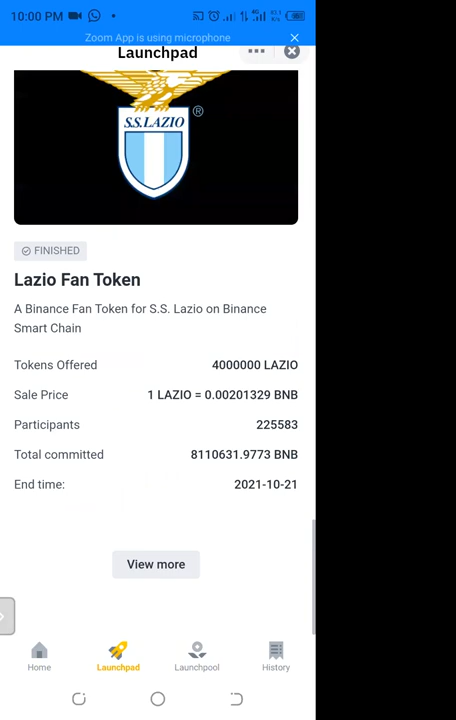 10:00 PM
Zoom App is using microphone
Launchpad
S.S.LAZIO ®
FINISHED
Lazio Fan Token
A Binance Fan Token for S.S. Lazio on Binance
Smart Chain
Tokens Offered 4000000 LAZIO
Sale Price 1 LAZIO = 0.00201329 BNB
Participants 225583
Total committed 8110631.9773 BNB
End time: 2021-10-21
View more
Home Launchpad Launchpool History